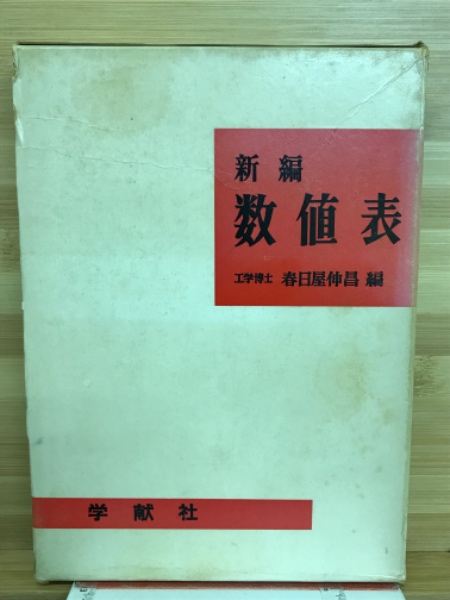 新編
数値表
工学博士 春日屋伸昌 編
学献社